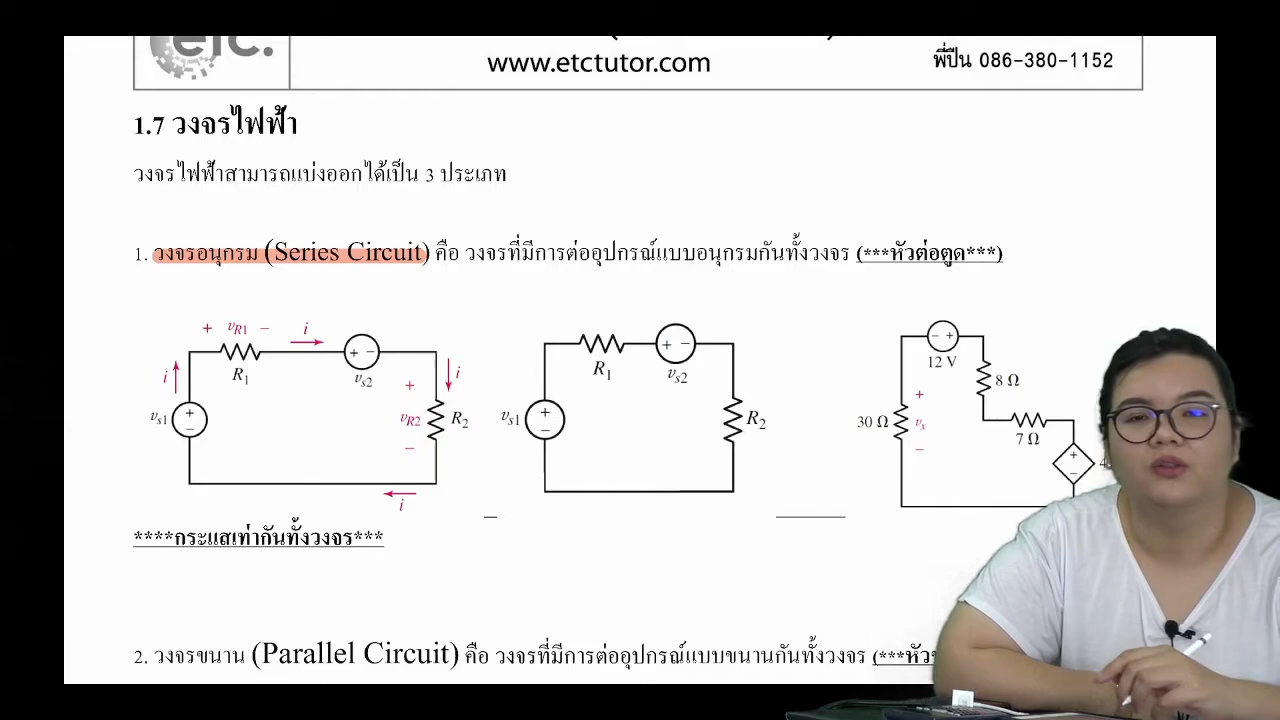 etc.
www.etctutor.com
พี่ปืน 086-380-1152
1.7 วงจรไฟฟ้า
วงจรไฟฟ้าสามารถแบ่งออกได้เป็น 3 ประเภท
1. วงจรอนุกรม (Series Circuit) คือ วงจรที่มีการต่ออุปกรณ์แบบอนุกรมกันทั้งวงจร (***หัวต่อตูด***)
+ vR1 − i
i R1 + − vs2 i
vs1 + − + vR2 − R2
i
R1 + − vs2
vs1 + − R2
− + 12 V
8 Ω
30 Ω + vx − 7 Ω
+ −
****กระแสเท่ากันทั้งวงจร***
2. วงจรขนาน (Parallel Circuit) คือ วงจรที่มีการต่ออุปกรณ์แบบขนานกันทั้งวงจร (***หัว